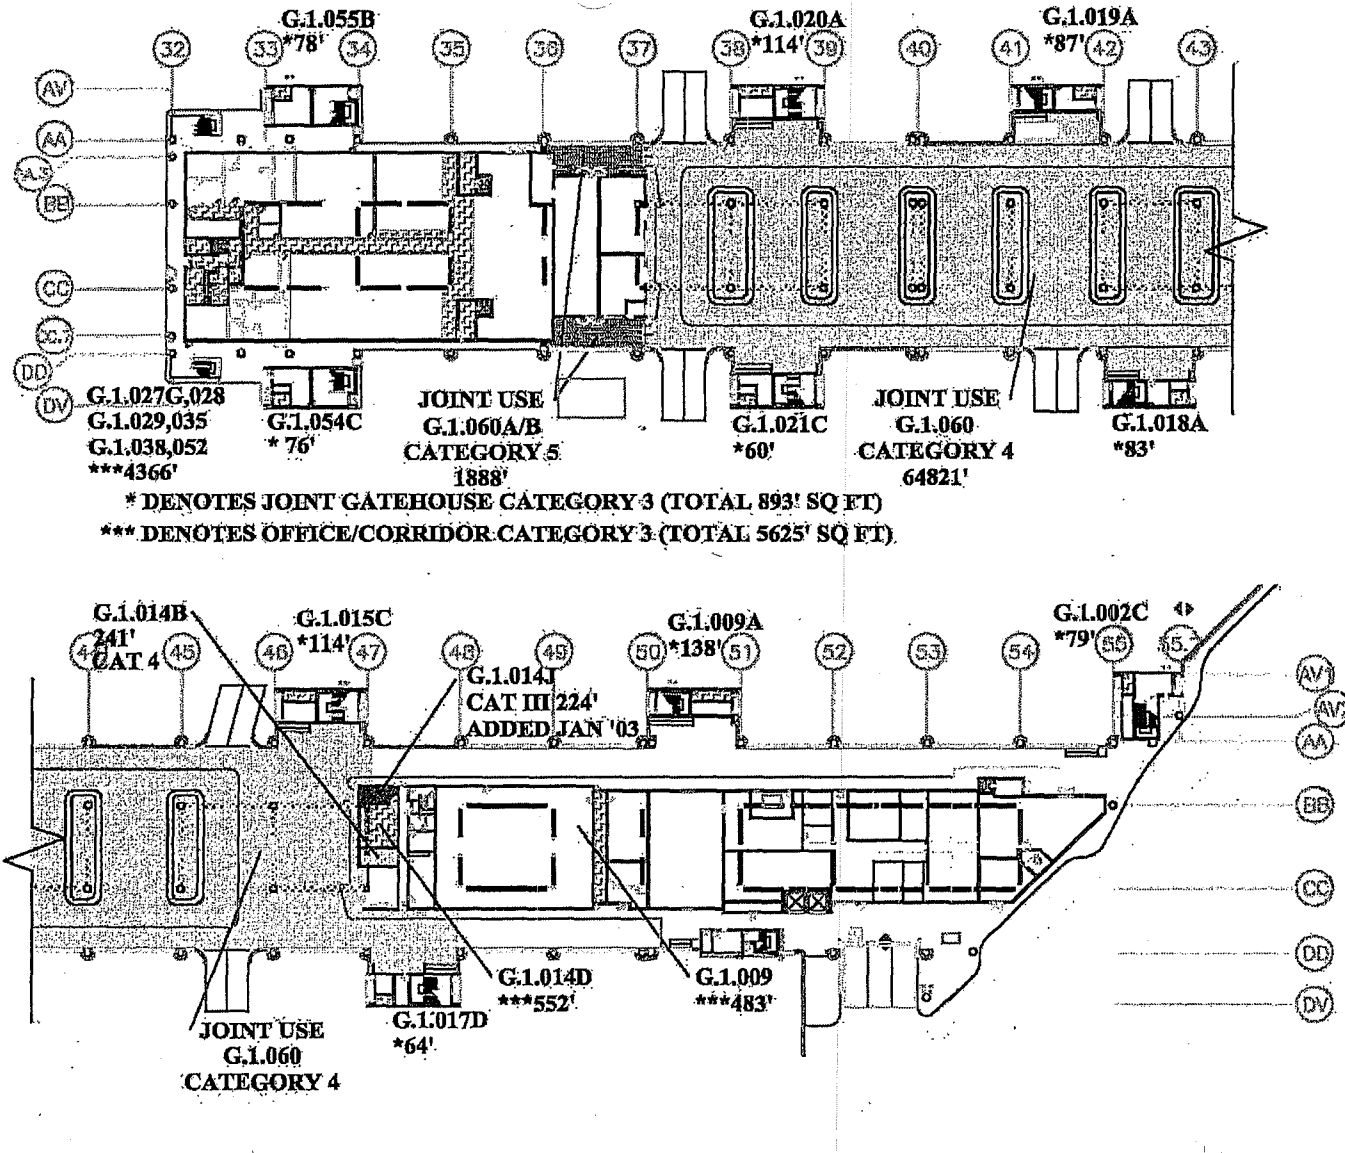 G.1.055B
*78'
G.1.020A
*114'
G.1.019A
*87'
32 33 34 35 36 37 38 39 40 41 42 43
AV
AA
BB
CC
CC.1
DD
DV
G.1.027G,028
G.1.029,035
G.1.038,052
***4366'
G.1.054C
* 76'
JOINT USE
G.1.060A/B
CATEGORY 5
1888'
G.1.021C
*60'
JOINT USE
G.1.060
CATEGORY 4
64821'
G.1.018A
*83'
* DENOTES JOINT GATEHOUSE CATEGORY 3 (TOTAL 893' SQ FT)
*** DENOTES OFFICE/CORRIDOR CATEGORY 3 (TOTAL 5625' SQ FT)
G.1.014B
241'
CAT 4
G.1.015C
*114'
G.1.009A
*138'
G.1.002C
*79'
45 46 47 48 49 50 51 52 53 54 55
G.1.014J
CAT III 224'
ADDED JAN '03
AV1
AA
BB
CC
DD
DV
G.1.014D
***552'
G.1.009
***483'
G.1.017D
*64'
JOINT USE
G.1.060
CATEGORY 4